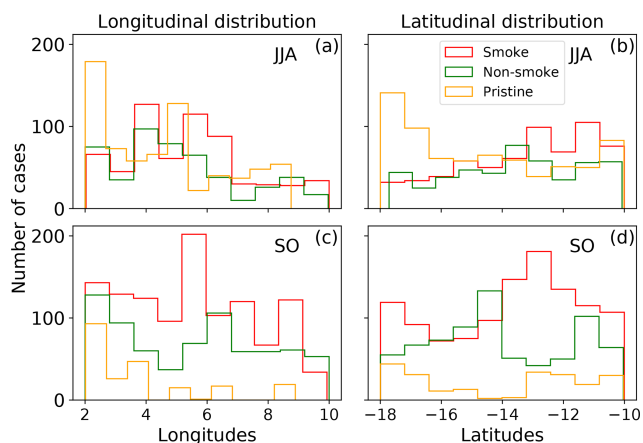 Longitudinal distribution
Latitudinal distribution
200
100
0
JJA
(a)
(b)
JJA
Smoke
Non-smoke
Pristine
Number of cases
200
100
0
SO
(c)
SO
(d)
2
4
6
8
10
−18
−16
−14
−12
−10
Longitudes
Latitudes